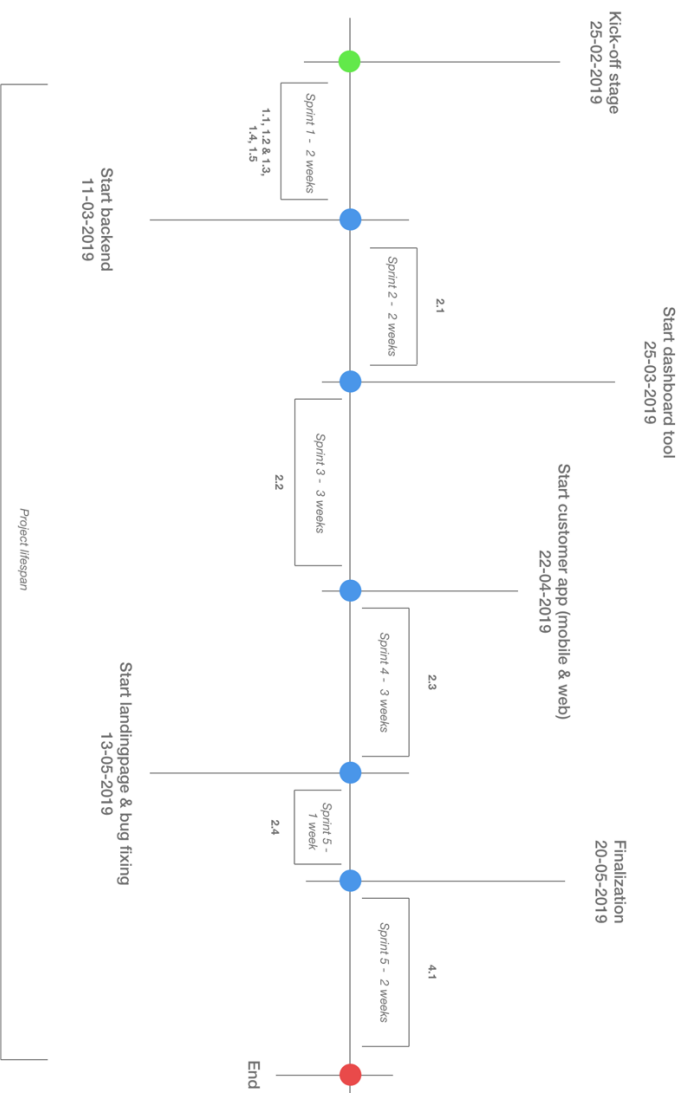 Kick-off stage
25-02-2019
Sprint 1 - 2 weeks
1.1, 1.2 & 1.3,
1.4, 1.5
Start backend
11-03-2019
Sprint 2 - 2 weeks
2.1
Start dashboard tool
25-03-2019
Sprint 3 - 3 weeks
2.2
Start customer app (mobile & web)
22-04-2019
Sprint 4 - 3 weeks
2.3
Start landingpage & bug fixing
13-05-2019
Sprint 5 -
1 week
2.4
Finalization
20-05-2019
Sprint 5 - 2 weeks
4.1
End
Project lifespan